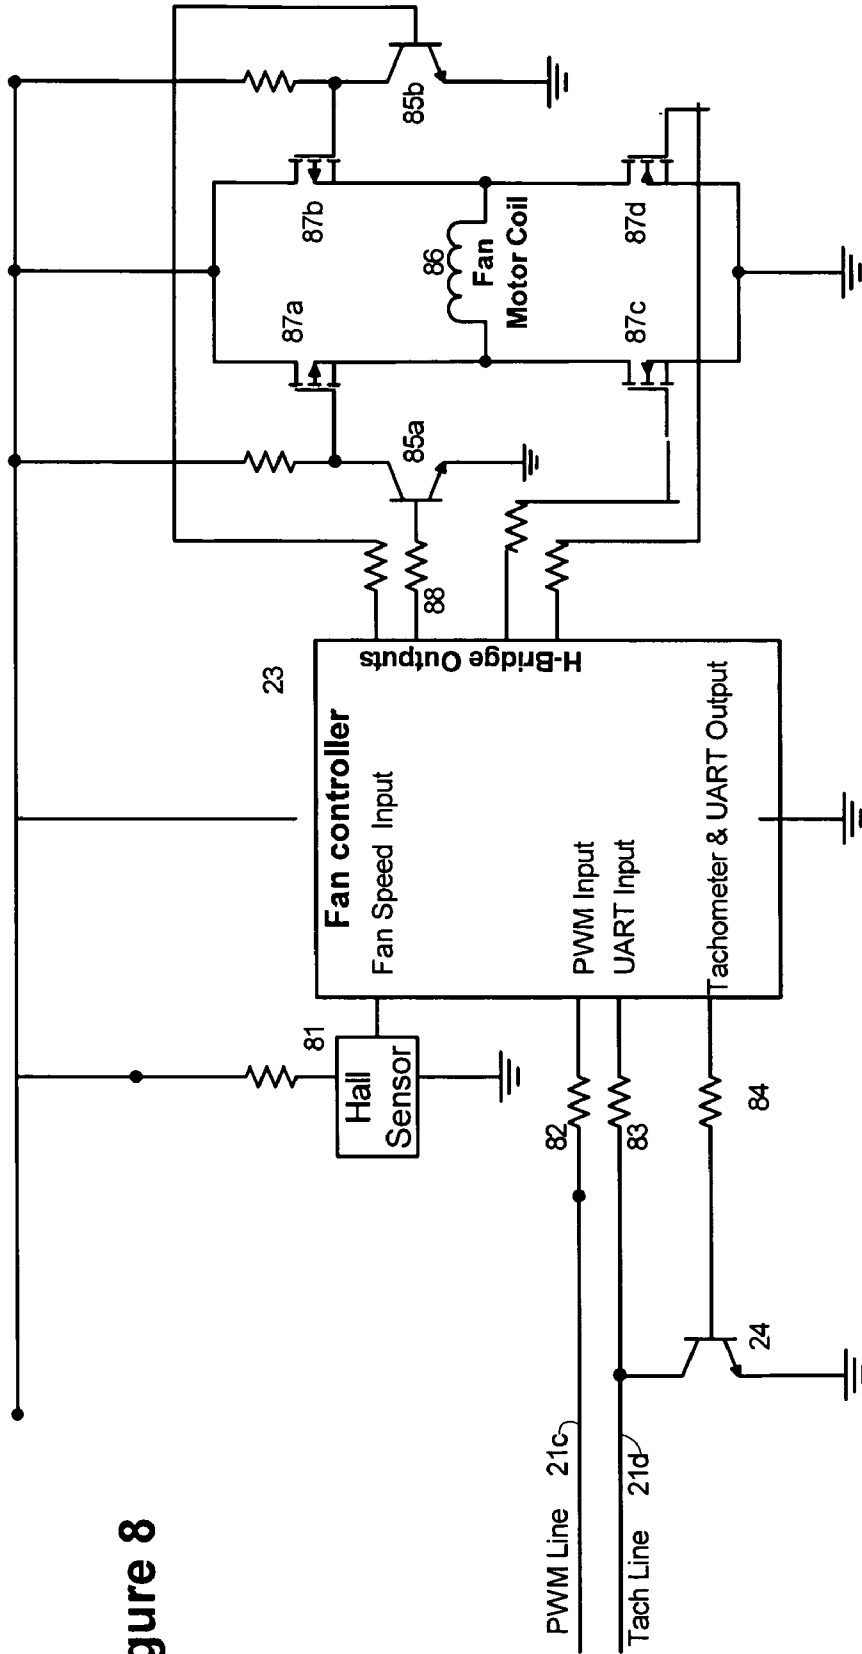 gure 8
PWM Line 21c
Tach Line 21d
24
82
83
84
Hall
Sensor
81
Fan controller
23
Fan Speed Input
PWM Input
UART Input
Tachometer & UART Output
H-Bridge Outputs
88
85a
87a
87b
86
Fan
Motor Coil
87c
87d
85b